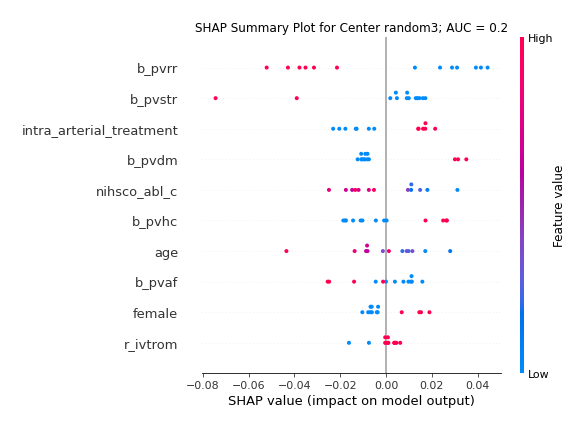 SHAP Summary Plot for Center random3; AUC = 0.2
High
b_pvrr
b_pvstr
intra_arterial_treatment
b_pvdm
nihsco_abl_c
b_pvhc
age
b_pvaf
female
r_ivtrom
Feature value
Low
−0.08 −0.06 −0.04 −0.02 0.00 0.02 0.04
SHAP value (impact on model output)